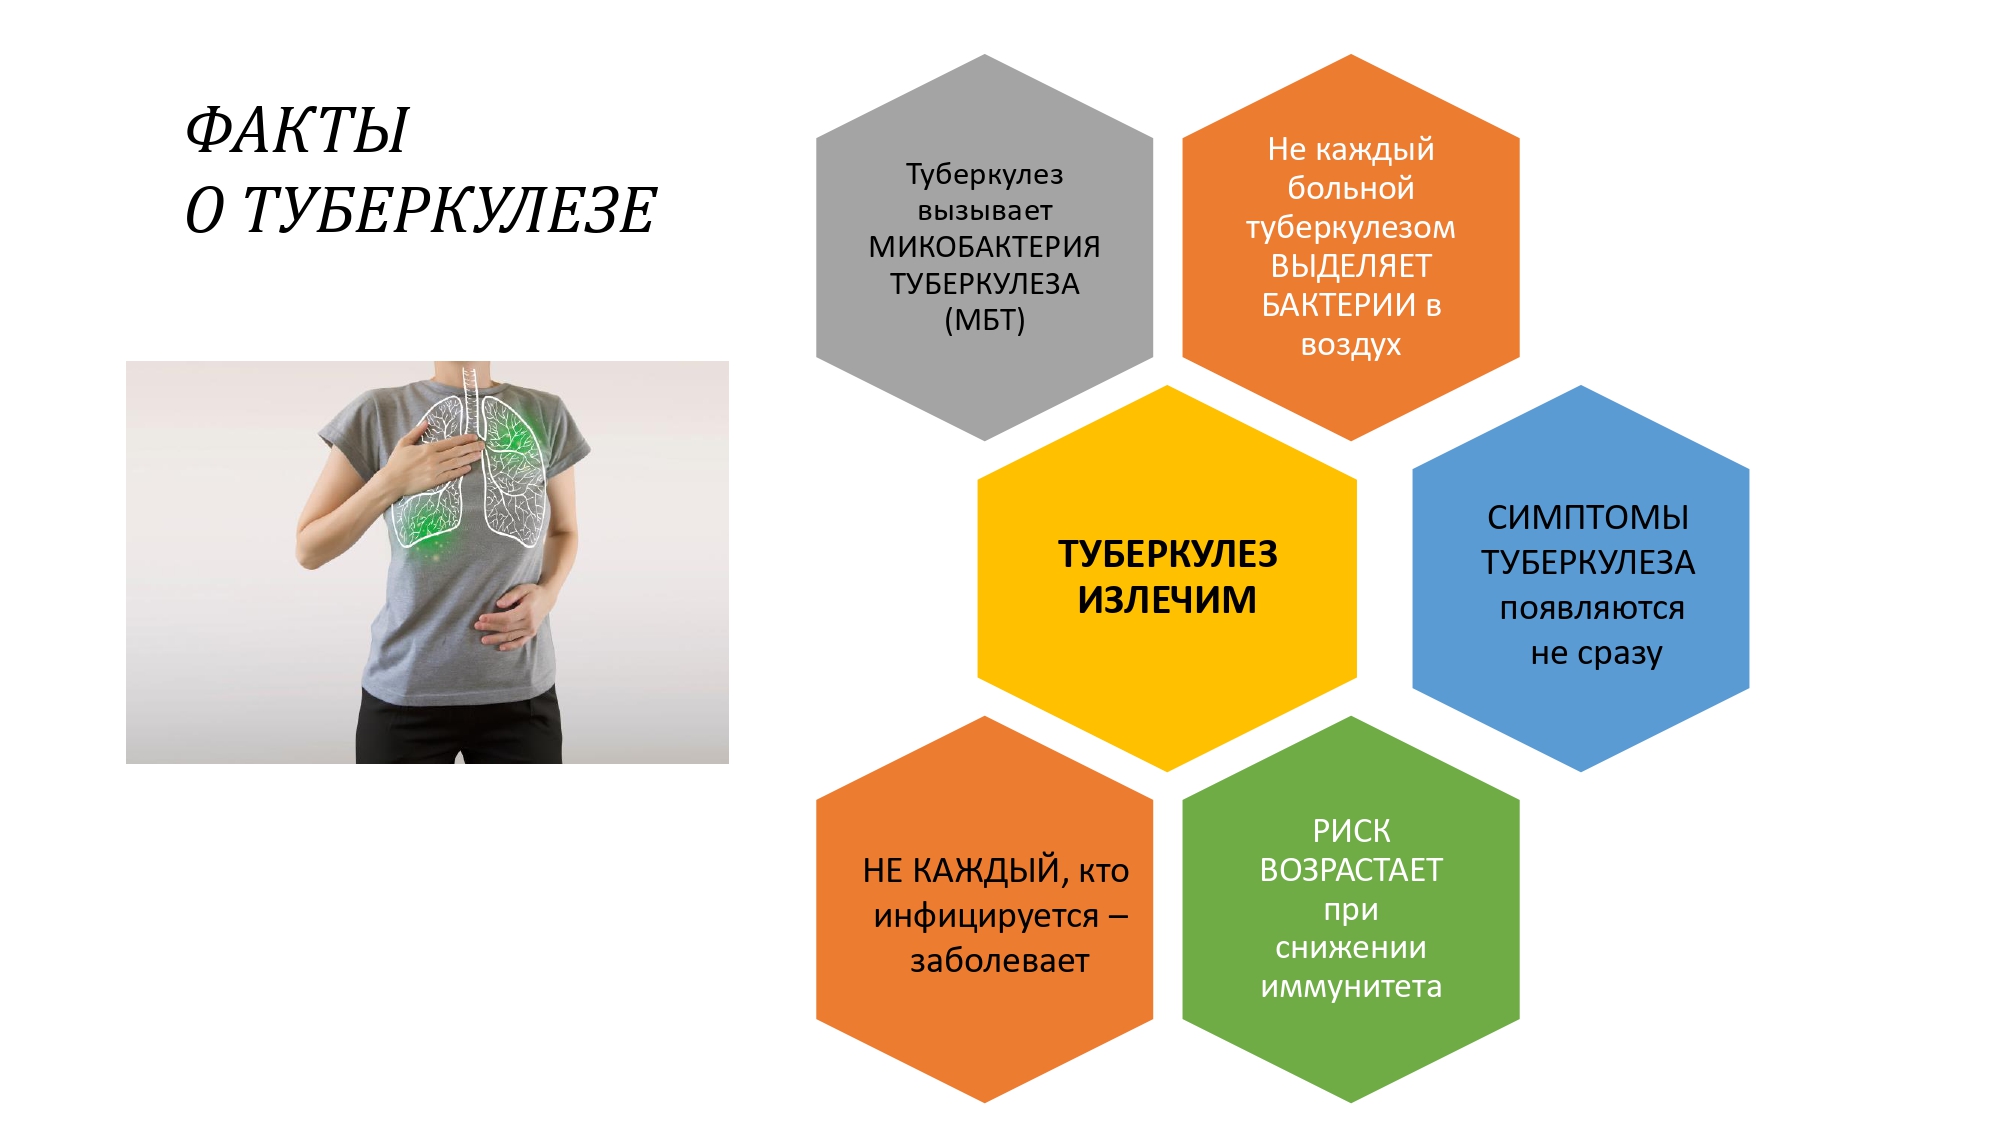 ФАКТЫ
О ТУБЕРКУЛЕЗЕ
Туберкулез
вызывает
МИКОБАКТЕРИЯ
ТУБЕРКУЛЕЗА
(МБТ)
Не каждый
больной
туберкулезом
ВЫДЕЛЯЕТ
БАКТЕРИИ в
воздух
ТУБЕРКУЛЕЗ
ИЗЛЕЧИМ
СИМПТОМЫ
ТУБЕРКУЛЕЗА
появляются
не сразу
НЕ КАЖДЫЙ, кто
инфицируется –
заболевает
РИСК
ВОЗРАСТАЕТ
при
снижении
иммунитета